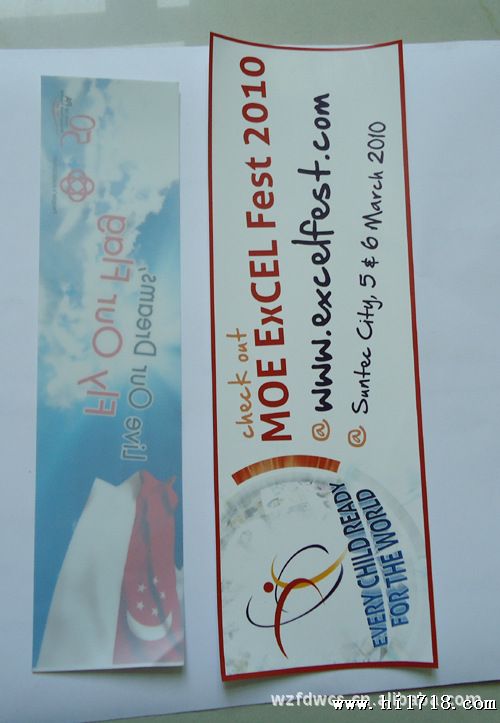 Live Our Dreams,
Fly Our Flag
check out
MOE ExCEL Fest 2010
@ www.excelfest.com
@ Suntec City, 5 & 6 March 2010
EVERY CHILD READY
FOR THE WORLD
www.hi1718.com